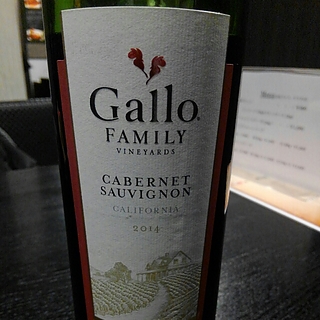 Gallo
FAMILY
VINEYARDS
CABERNET
SAUVIGNON
CALIFORNIA
2014